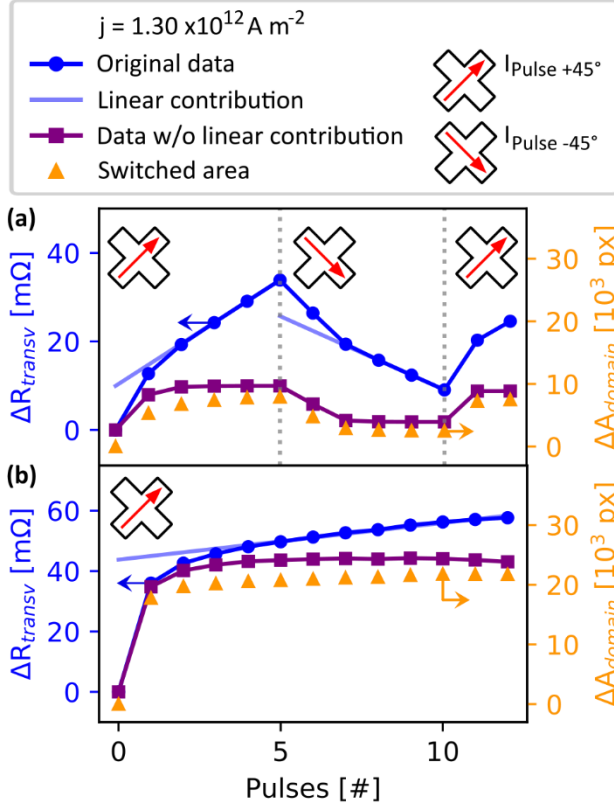 j = 1.30 x10¹² A m⁻²
Original data
Linear contribution
Data w/o linear contribution
Switched area
I Pulse +45°
I Pulse -45°
(a)
40
20
0
ΔR_transv [mΩ]
30
20
10
0
ΔA_domain [10³ px]
(b)
60
40
20
0
ΔR_transv [mΩ]
30
20
10
0
ΔA_domain [10³ px]
0 5 10
Pulses [#]